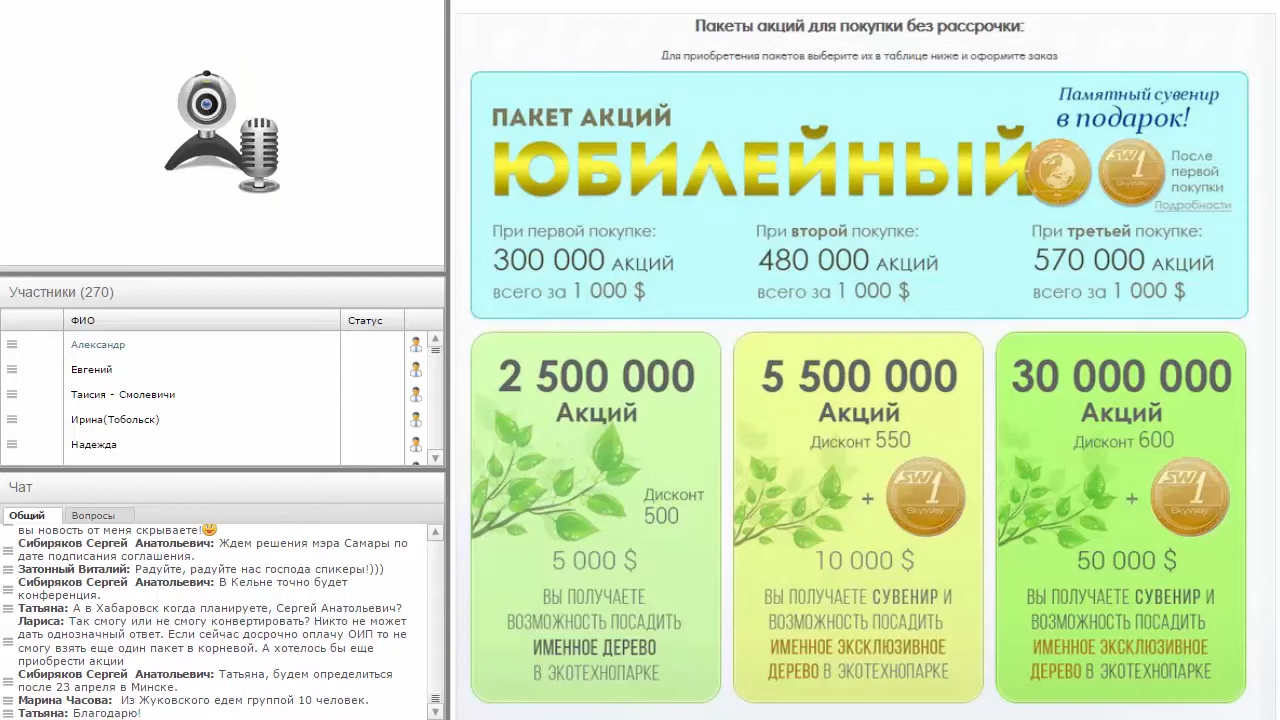 Участники (270)
ФИО
Статус
Александр
Евгений
Таисия - Смолевичи
Ирина(Тобольск)
Надежда
Чат
Общий
Вопросы
вы новость от меня скрываете!
Сибиряков Сергей Анатольевич: Ждем решения мэра Самары по
дате подписания соглашения.
Затонный Виталий: Радуйте, радуйте нас господа спикеры!)))
Сибиряков Сергей Анатольевич: В Кельне точно будет
конференция.
Татьяна: А в Хабаровск когда планируете, Сергей Анатольевич?
Лариса: Так смогу или не смогу конвертировать? Никто не может
дать однозначный ответ. Если сейчас досрочно оплачу ОИП то не
смогу взять еще один пакет в корневой. А хотелось бы еще
приобрести акции
Сибиряков Сергей Анатольевич: Татьяна, будем определиться
после 23 апреля в Минске.
Марина Часова: Из Жуковского едем группой 10 человек.
Татьяна: Благодарю!
Пакеты акций для покупки без рассрочки:
Для приобретения пакетов выберите их в таблице ниже и оформите заказ
ПАКЕТ АКЦИЙ
ЮБИЛЕЙНЫЙ
Памятный сувенир
в подарок!
SW 1
SkyWay
После
первой
покупки
Подробности
При первой покупке:
300 000 АКЦИЙ
всего за 1 000 $
При второй покупке:
480 000 АКЦИЙ
всего за 1 000 $
При третьей покупке:
570 000 АКЦИЙ
всего за 1 000 $
2 500 000
Акций
Дисконт
500
5 000 $
ВЫ ПОЛУЧАЕТЕ
ВОЗМОЖНОСТЬ ПОСАДИТЬ
ИМЕННОЕ ДЕРЕВО
В ЭКОТЕХНОПАРКЕ
5 500 000
Акций
Дисконт 550
+
SW 1
SkyWay
10 000 $
ВЫ ПОЛУЧАЕТЕ СУВЕНИР И
ВОЗМОЖНОСТЬ ПОСАДИТЬ
ИМЕННОЕ ЭКСКЛЮЗИВНОЕ
ДЕРЕВО В ЭКОТЕХНОПАРКЕ
30 000 000
Акций
Дисконт 600
+
SW 1
SkyWay
50 000 $
ВЫ ПОЛУЧАЕТЕ СУВЕНИР И
ВОЗМОЖНОСТЬ ПОСАДИТЬ
ИМЕННОЕ ЭКСКЛЮЗИВНОЕ
ДЕРЕВО В ЭКОТЕХНОПАРКЕ